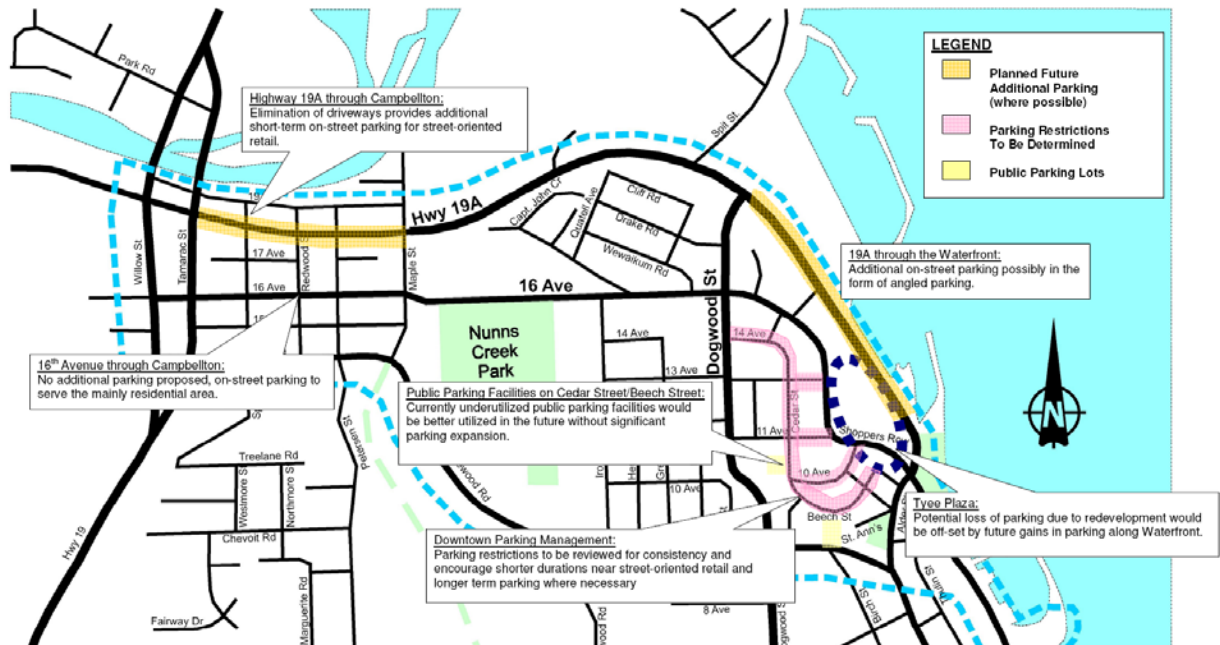 LEGEND
Planned Future
Additional Parking
(where possible)
Parking Restrictions
To Be Determined
Public Parking Lots
Park Rd
Highway 19A through Campbellton:
Elimination of driveways provides additional
short-term on-street parking for street-oriented
retail.
Spit St.
Hwy 19A
Capt. John Cr
Quatell Ave
Cliff Rd
Drake Rd
Wewaikum Rd
Willow St
Tamarac St
17 Ave
Redwood St
Maple St
16 Ave
16 Ave
Dogwood St
19A through the Waterfront:
Additional on-street parking possibly in the
form of angled parking.
Nunns
Creek
Park
14 Ave
14 Ave
13 Ave
16th Avenue through Campbellton:
No additional parking proposed, on-street parking to
serve the mainly residential area.
Public Parking Facilities on Cedar Street/Beech Street:
Currently underutilized public parking facilities would
be better utilized in the future without significant
parking expansion.
Cedar St
11 Ave
Shoppers Row
N
Petersen St
Treelane Rd
Westmore St
Northmore St
10 Ave
10 Ave
Beech St
St. Ann's
Tyee Plaza:
Potential loss of parking due to redevelopment would
be off-set by future gains in parking along Waterfront.
Downtown Parking Management:
Parking restrictions to be reviewed for consistency and
encourage shorter durations near street-oriented retail and
longer term parking where necessary
Chevoit Rd
Hwy 19
Marguerite Rd
Fairway Dr
8 Ave
Birch St
Thulin St